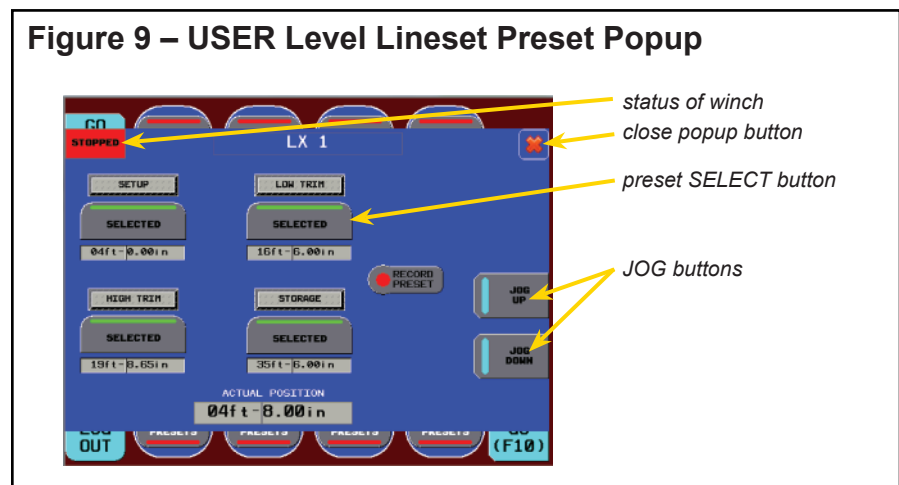 Figure 9 – USER Level Lineset Preset Popup
status of winch
close popup button
preset SELECT button
JOG buttons
GO
STOPPED
LX 1
SETUP
LOW TRIM
SELECTED
SELECTED
04ft-0.00in
16ft-6.00in
RECORD
PRESET
JOG
UP
HIGH TRIM
STORAGE
SELECTED
SELECTED
JOG
DOWN
19ft-8.65in
35ft-6.00in
ACTUAL POSITION
04ft-8.00in
LOG
OUT
PRESETS
PRESETS
PRESETS
PRESETS
GO
(F10)